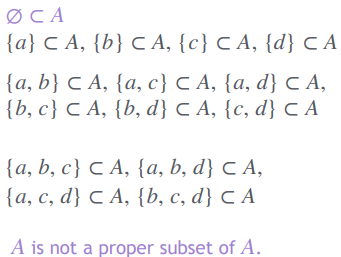 ∅ ⊂ A
{a} ⊂ A, {b} ⊂ A, {c} ⊂ A, {d} ⊂ A
{a, b} ⊂ A, {a, c} ⊂ A, {a, d} ⊂ A,
{b, c} ⊂ A, {b, d} ⊂ A, {c, d} ⊂ A
{a, b, c} ⊂ A, {a, b, d} ⊂ A,
{a, c, d} ⊂ A, {b, c, d} ⊂ A
A is not a proper subset of A.